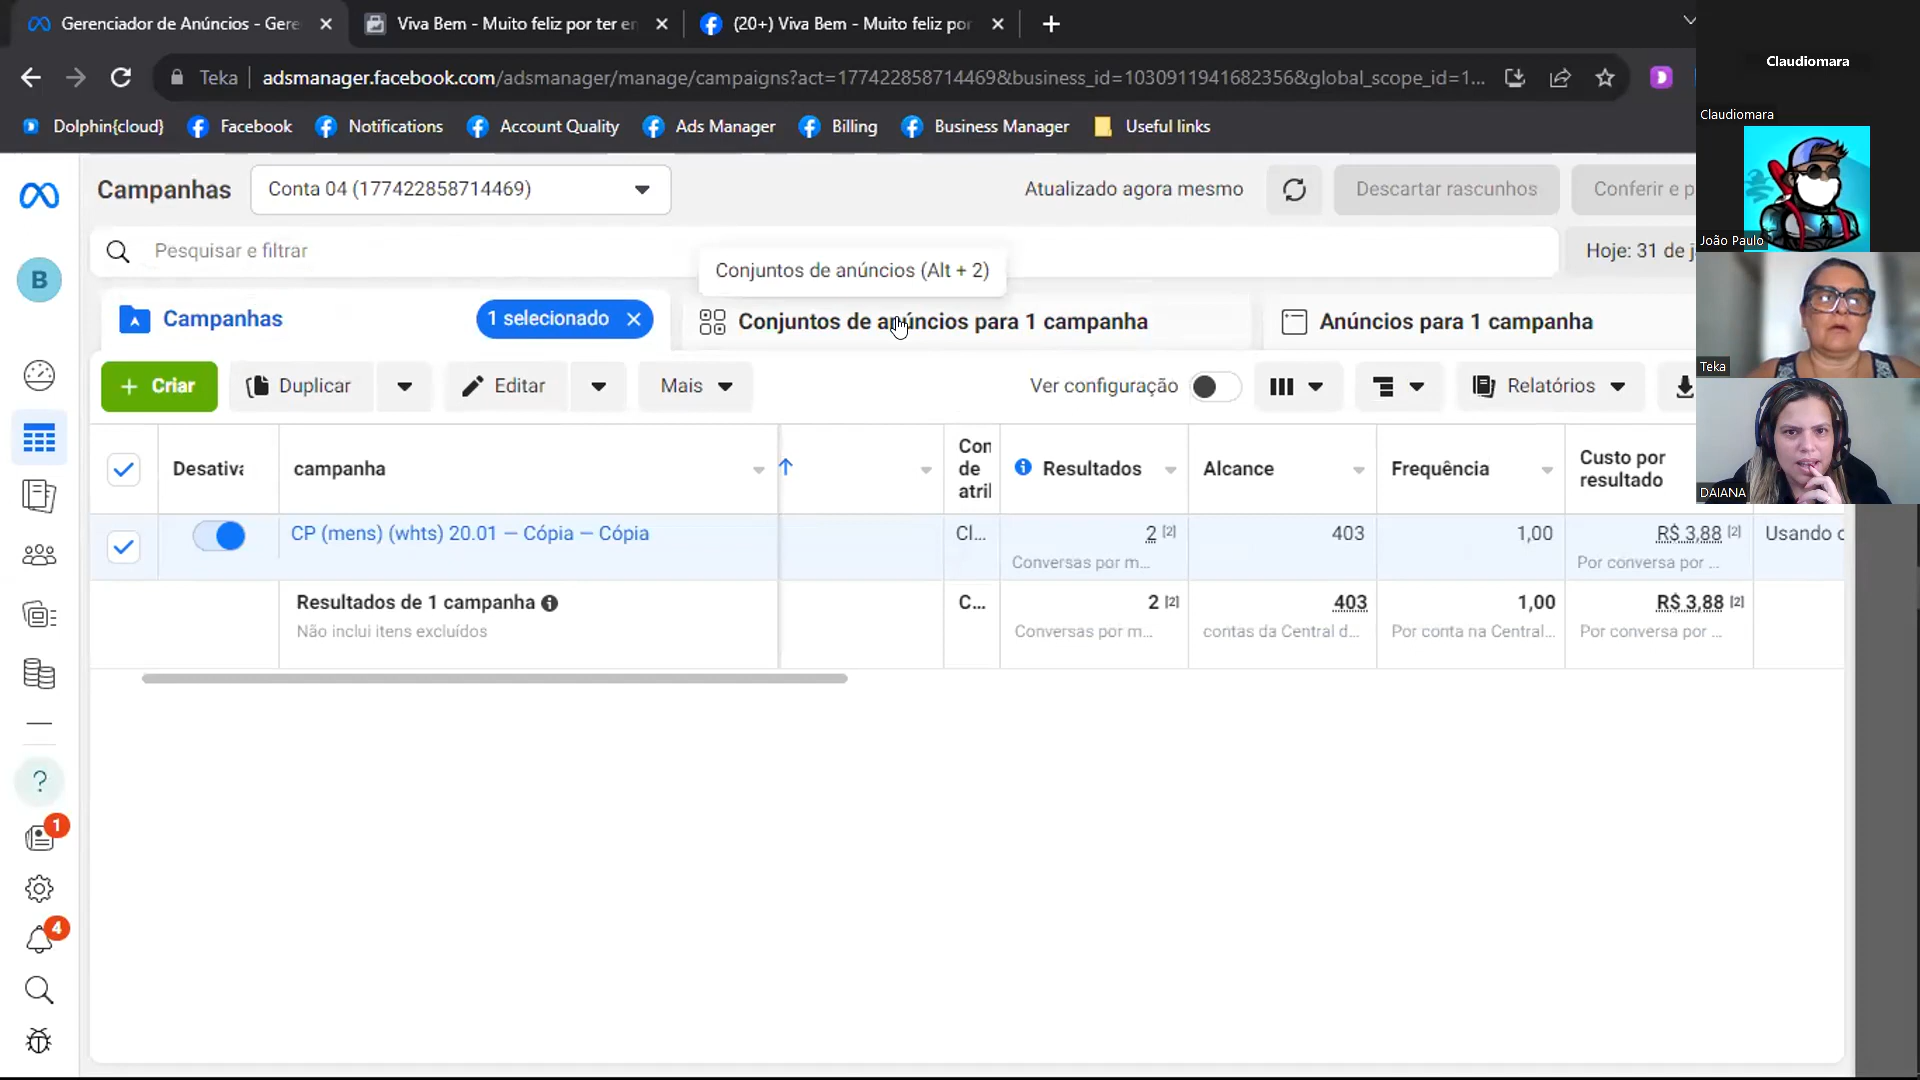 Gerenciador de Anúncios - Gere
Viva Bem - Muito feliz por ter en
(20+) Viva Bem - Muito feliz por
Teka
adsmanager.facebook.com/adsmanager/manage/campaigns?act=177422858714469&business_id=1030911941682356&global_scope_id=1...
Dolphin{cloud}
Facebook
Notifications
Account Quality
Ads Manager
Billing
Business Manager
Useful links
Claudiomara
Claudiomara
João Paulo
Teka
DAIANA
Campanhas
Conta 04 (177422858714469)
Atualizado agora mesmo
Descartar rascunhos
Conferir e p
B
Pesquisar e filtrar
Hoje: 31 de j
Conjuntos de anúncios (Alt + 2)
Campanhas
1 selecionado
Conjuntos de anúncios para 1 campanha
Anúncios para 1 campanha
+ Criar
Duplicar
Editar
Mais
Ver configuração
Relatórios
Desativa
campanha
Con
de
atril
Resultados
Alcance
Frequência
Custo por
resultado
CP (mens) (whts) 20.01 — Cópia — Cópia
Cl...
2 [2]
Conversas por m...
403
1,00
R$ 3,88 [2]
Por conversa por ...
Usando o
Resultados de 1 campanha
Não inclui itens excluídos
C...
2 [2]
Conversas por m...
403
contas da Central d...
1,00
Por conta na Central...
R$ 3,88 [2]
Por conversa por ...
?
1
4